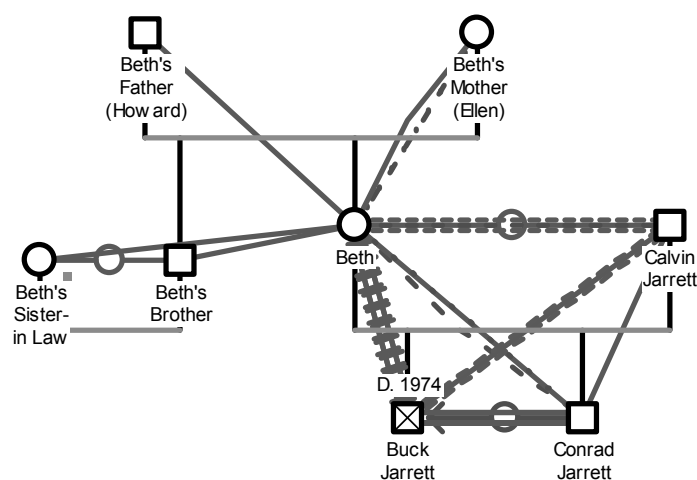 Beth's
Father
(Howard)
Beth's
Mother
(Ellen)
Beth
Calvin
Jarrett
Beth's
Sister-
in Law
Beth's
Brother
D. 1974
Buck
Jarrett
Conrad
Jarrett